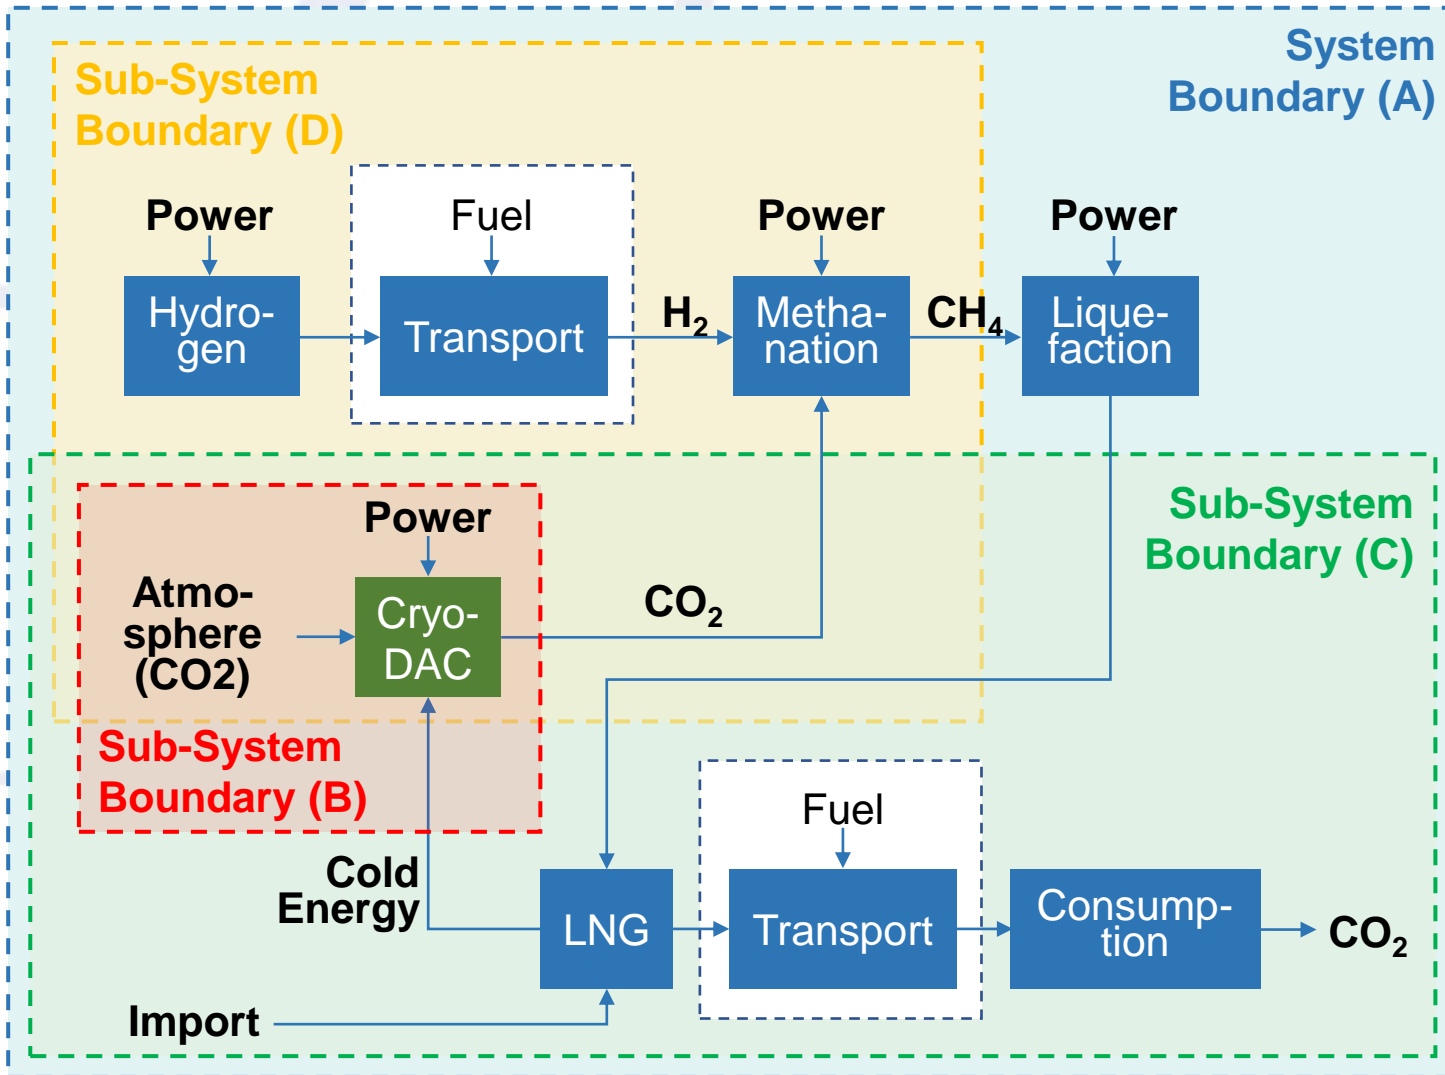 System
Boundary (A)
Sub-System
Boundary (D)
Power
Fuel
Power
Power
Hydro-
gen
Transport
H₂
Metha-
nation
CH₄
Lique-
faction
Sub-System
Boundary (C)
Power
Atmo-
sphere
(CO2)
Cryo-
DAC
CO₂
Sub-System
Boundary (B)
Cold
Energy
Fuel
LNG
Transport
Consump-
tion
CO₂
Import